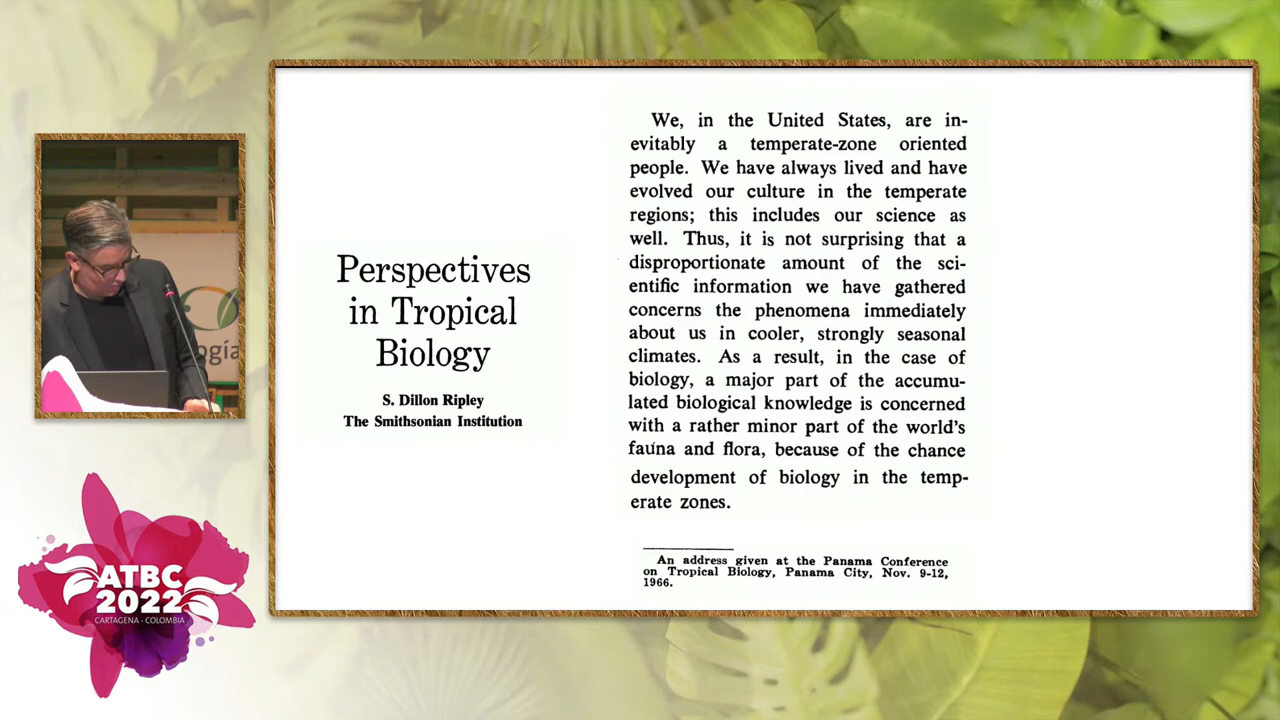 Perspectives
in Tropical
Biology
S. Dillon Ripley
The Smithsonian Institution
We, in the United States, are in-
evitably a temperate-zone oriented
people. We have always lived and have
evolved our culture in the temperate
regions; this includes our science as
well. Thus, it is not surprising that a
disproportionate amount of the sci-
entific information we have gathered
concerns the phenomena immediately
about us in cooler, strongly seasonal
climates. As a result, in the case of
biology, a major part of the accumu-
lated biological knowledge is concerned
with a rather minor part of the world's
fauna and flora, because of the chance
development of biology in the temp-
erate zones.
An address given at the Panama Conference
on Tropical Biology, Panama City, Nov. 9-12,
1966.
ogía
ATBC
2022
CARTAGENA - COLOMBIA